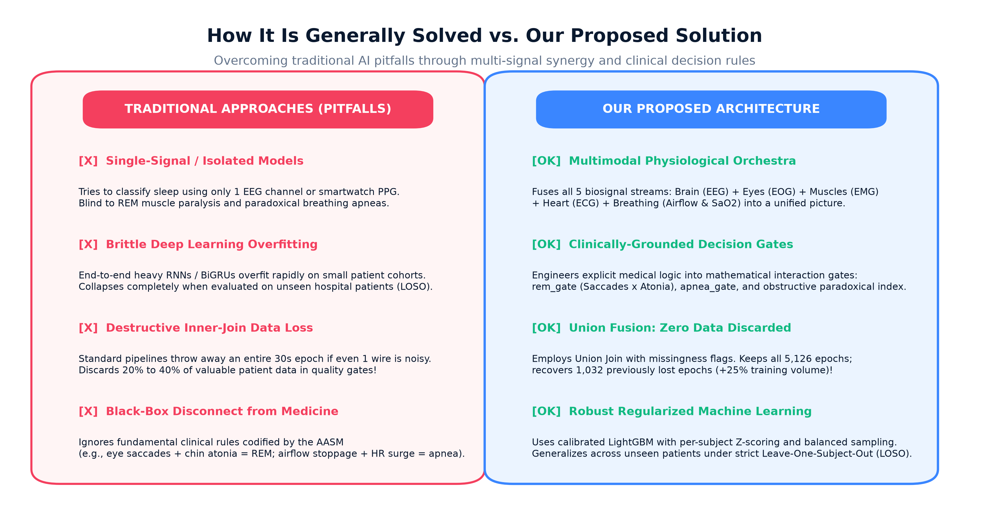 How It Is Generally Solved vs. Our Proposed Solution
Overcoming traditional AI pitfalls through multi-signal synergy and clinical decision rules
TRADITIONAL APPROACHES (PITFALLS)
[X] Single-Signal / Isolated Models
Tries to classify sleep using only 1 EEG channel or smartwatch PPG.
Blind to REM muscle paralysis and paradoxical breathing apneas.
[X] Brittle Deep Learning Overfitting
End-to-end heavy RNNs / BiGRUs overfit rapidly on small patient cohorts.
Collapses completely when evaluated on unseen hospital patients (LOSO).
[X] Destructive Inner-Join Data Loss
Standard pipelines throw away an entire 30s epoch if even 1 wire is noisy.
Discards 20% to 40% of valuable patient data in quality gates!
[X] Black-Box Disconnect from Medicine
Ignores fundamental clinical rules codified by the AASM
(e.g., eye saccades + chin atonia = REM; airflow stoppage + HR surge = apnea).
OUR PROPOSED ARCHITECTURE
[OK] Multimodal Physiological Orchestra
Fuses all 5 biosignal streams: Brain (EEG) + Eyes (EOG) + Muscles (EMG)
+ Heart (ECG) + Breathing (Airflow & SaO2) into a unified picture.
[OK] Clinically-Grounded Decision Gates
Engineers explicit medical logic into mathematical interaction gates:
rem_gate (Saccades x Atonia), apnea_gate, and obstructive paradoxical index.
[OK] Union Fusion: Zero Data Discarded
Employs Union Join with missingness flags. Keeps all 5,126 epochs;
recovers 1,032 previously lost epochs (+25% training volume)!
[OK] Robust Regularized Machine Learning
Uses calibrated LightGBM with per-subject Z-scoring and balanced sampling.
Generalizes across unseen patients under strict Leave-One-Subject-Out (LOSO).